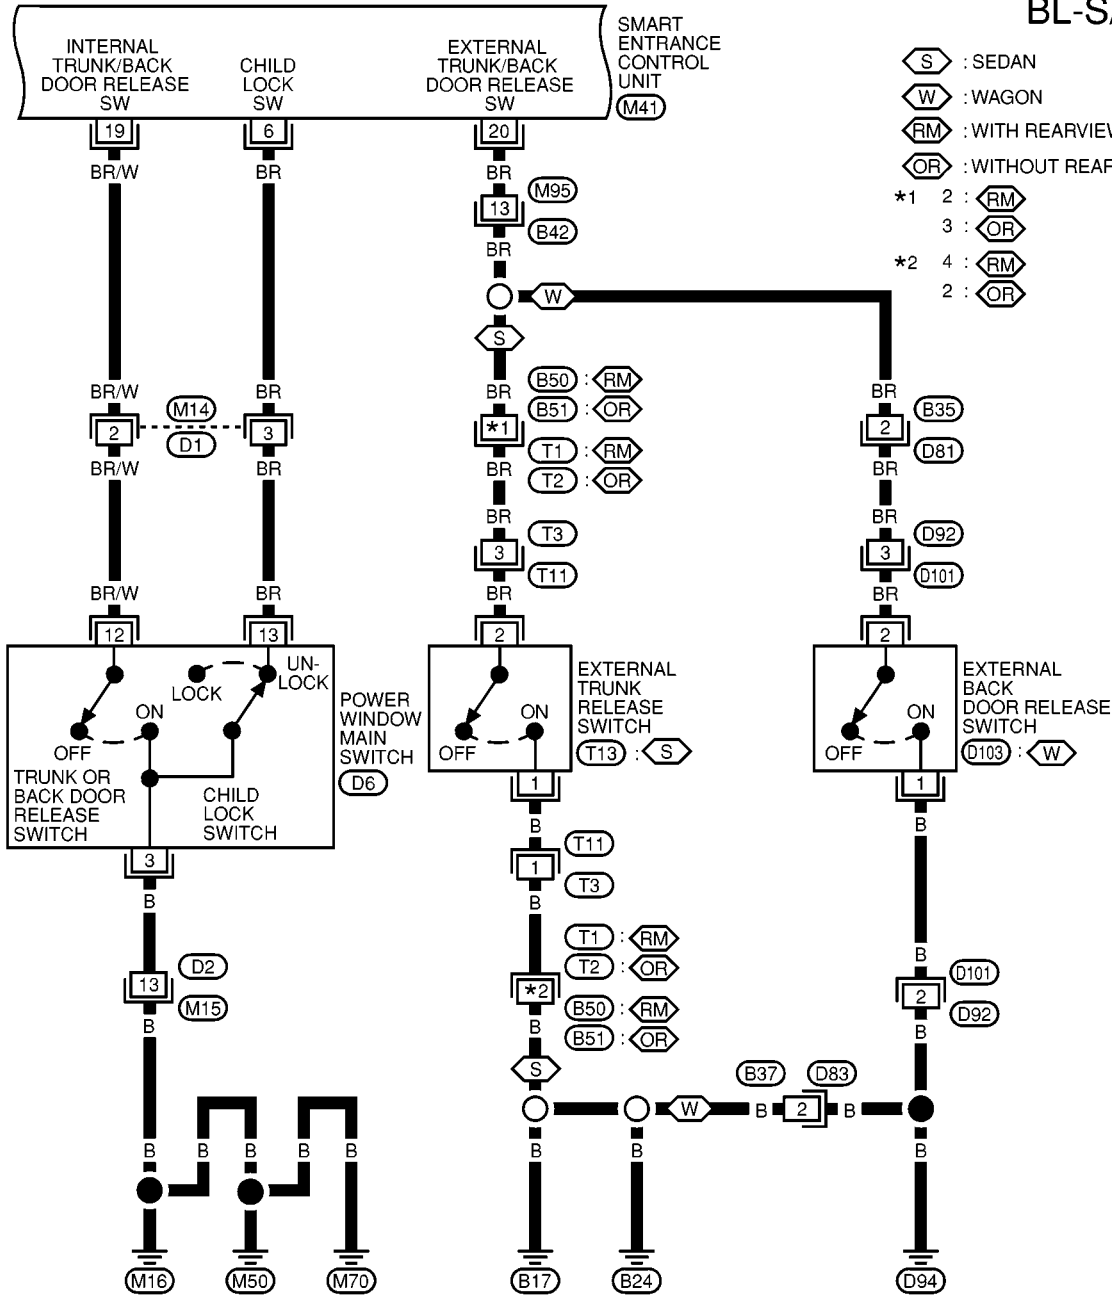 BL-S
INTERNAL
TRUNK/BACK
DOOR RELEASE
SW
CHILD
LOCK
SW
EXTERNAL
TRUNK/BACK
DOOR RELEASE
SW
SMART
ENTRANCE
CONTROL
UNIT
M41
S : SEDAN
W : WAGON
RM : WITH REARVIE
OR : WITHOUT REAR
*1 2 : RM
3 : OR
*2 4 : RM
2 : OR
19 6 20
BR/W BR BR
M95
13
B42
BR
W
S
BR/W BR BR BR
B50 : RM
B51 : OR
M14
2 3 *1 2
D1
B35
D81
T1 : RM
T2 : OR
BR/W BR BR BR
BR BR
T3
3
T11
D92
3
D101
BR/W BR BR BR
12 13 2 2
UN-
LOCK
LOCK
ON
OFF
TRUNK OR
BACK DOOR
RELEASE
SWITCH
CHILD
LOCK
SWITCH
POWER
WINDOW
MAIN
SWITCH
D6
ON
OFF
EXTERNAL
TRUNK
RELEASE
SWITCH
T13 : S
ON
OFF
EXTERNAL
BACK
DOOR RELEASE
SWITCH
D103 : W
3 1 1
B B B
T11
1
T3
B
D2
13
M15
B
T1 : RM
T2 : OR
*2
B50 : RM
B51 : OR
B
S
B
D101
2
D92
B
B37 D83
W B 2 B
B B B B B B B B
M16 M50 M70 B17 B24 D94